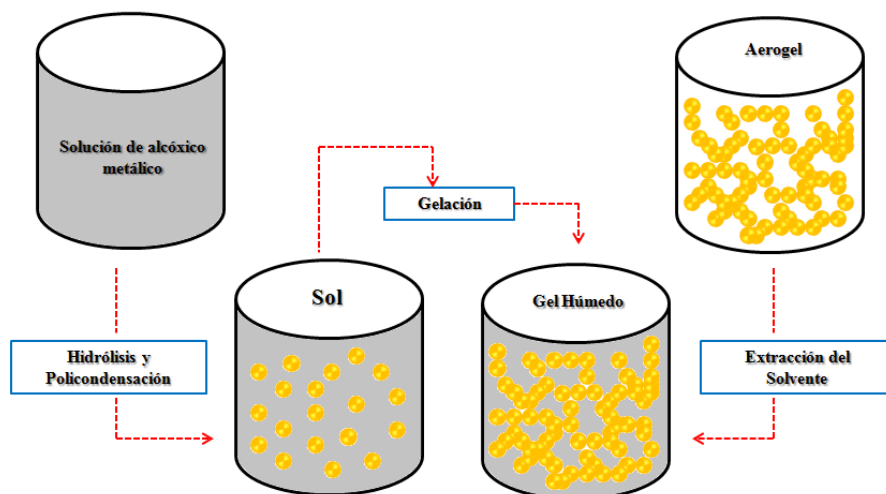 Solución de alcóxico
metálico
Aerogel
Gelación
Sol
Gel Húmedo
Hidrólisis y
Policondensación
Extracción del
Solvente